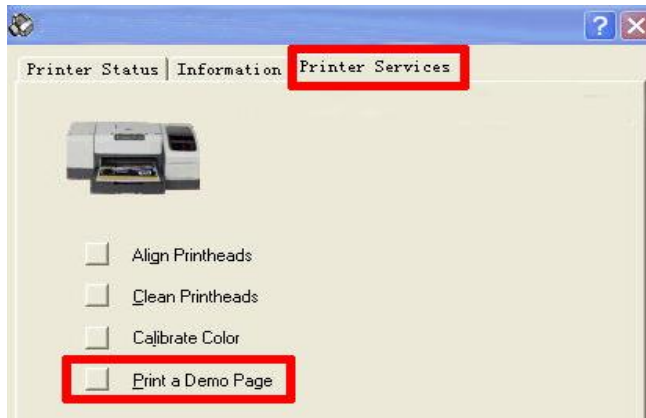 Printer Status Information Printer Services
Align Printheads
Clean Printheads
Calibrate Color
Print a Demo Page